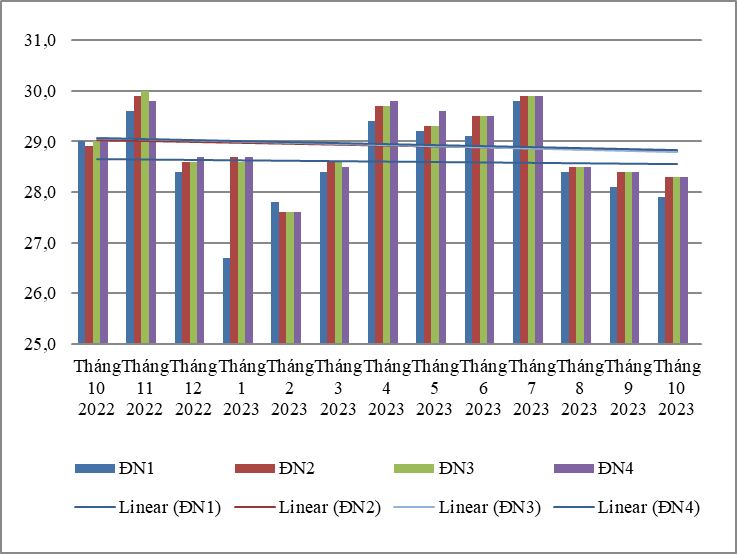 31,0
30,0
29,0
28,0
27,0
26,0
25,0
Tháng Tháng Tháng Tháng Tháng Tháng Tháng Tháng Tháng Tháng Tháng Tháng Tháng
10 11 12 1 2 3 4 5 6 7 8 9 10
2022 2022 2022 2023 2023 2023 2023 2023 2023 2023 2023 2023 2023
ĐN1 ĐN2 ĐN3 ĐN4
Linear (ĐN1) Linear (ĐN2) Linear (ĐN3) Linear (ĐN4)